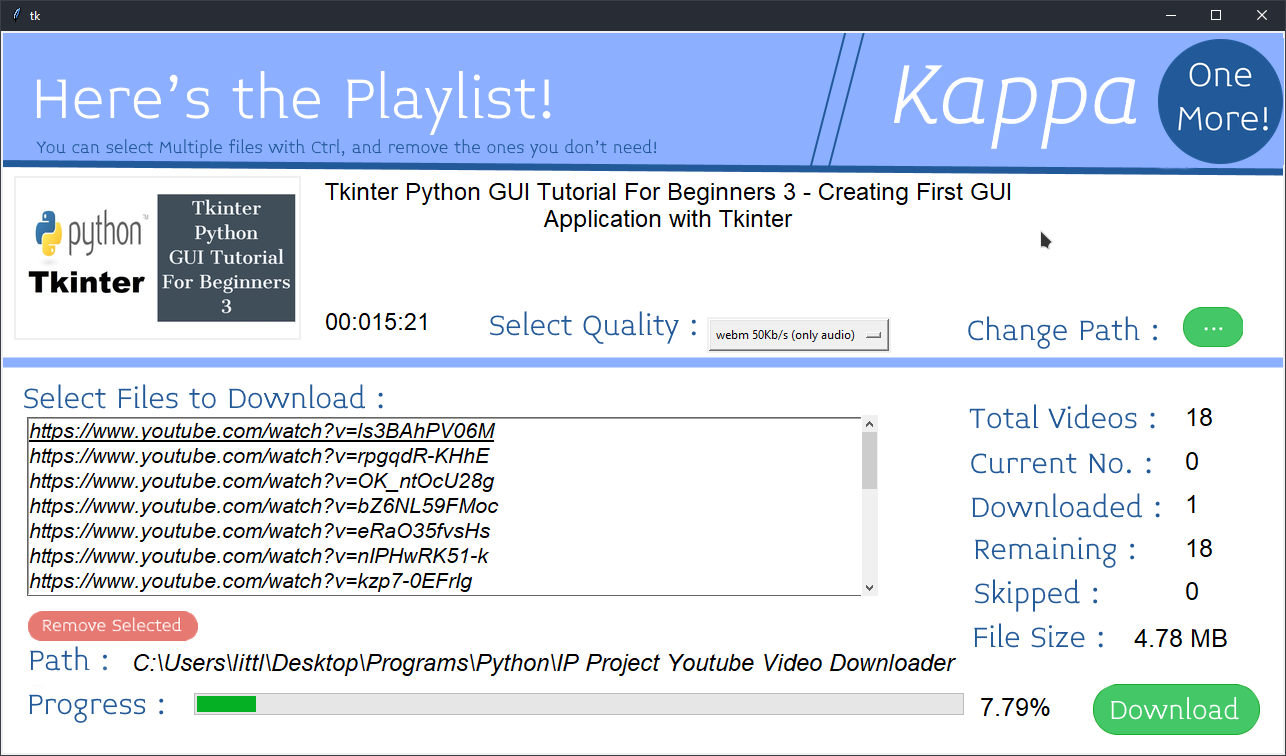 tk
Here's the Playlist!
You can select Multiple files with Ctrl, and remove the ones you don't need!
Kappa
One
More!
python™
Tkinter
Tkinter
Python
GUI Tutorial
For Beginners
3
Tkinter Python GUI Tutorial For Beginners 3 - Creating First GUI
Application with Tkinter
00:015:21
Select Quality :
webm 50Kb/s (only audio)
Change Path :
...
Select Files to Download :
https://www.youtube.com/watch?v=ls3BAhPV06M
https://www.youtube.com/watch?v=rpgqdR-KHhE
https://www.youtube.com/watch?v=OK_ntOcU28g
https://www.youtube.com/watch?v=bZ6NL59FMoc
https://www.youtube.com/watch?v=eRaO35fvsHs
https://www.youtube.com/watch?v=nIPHwRK51-k
https://www.youtube.com/watch?v=kzp7-0EFrIg
Total Videos : 18
Current No. : 0
Downloaded : 1
Remaining : 18
Skipped : 0
File Size : 4.78 MB
Remove Selected
Path : C:\Users\littl\Desktop\Programs\Python\IP Project Youtube Video Downloader
Progress : 7.79%
Download